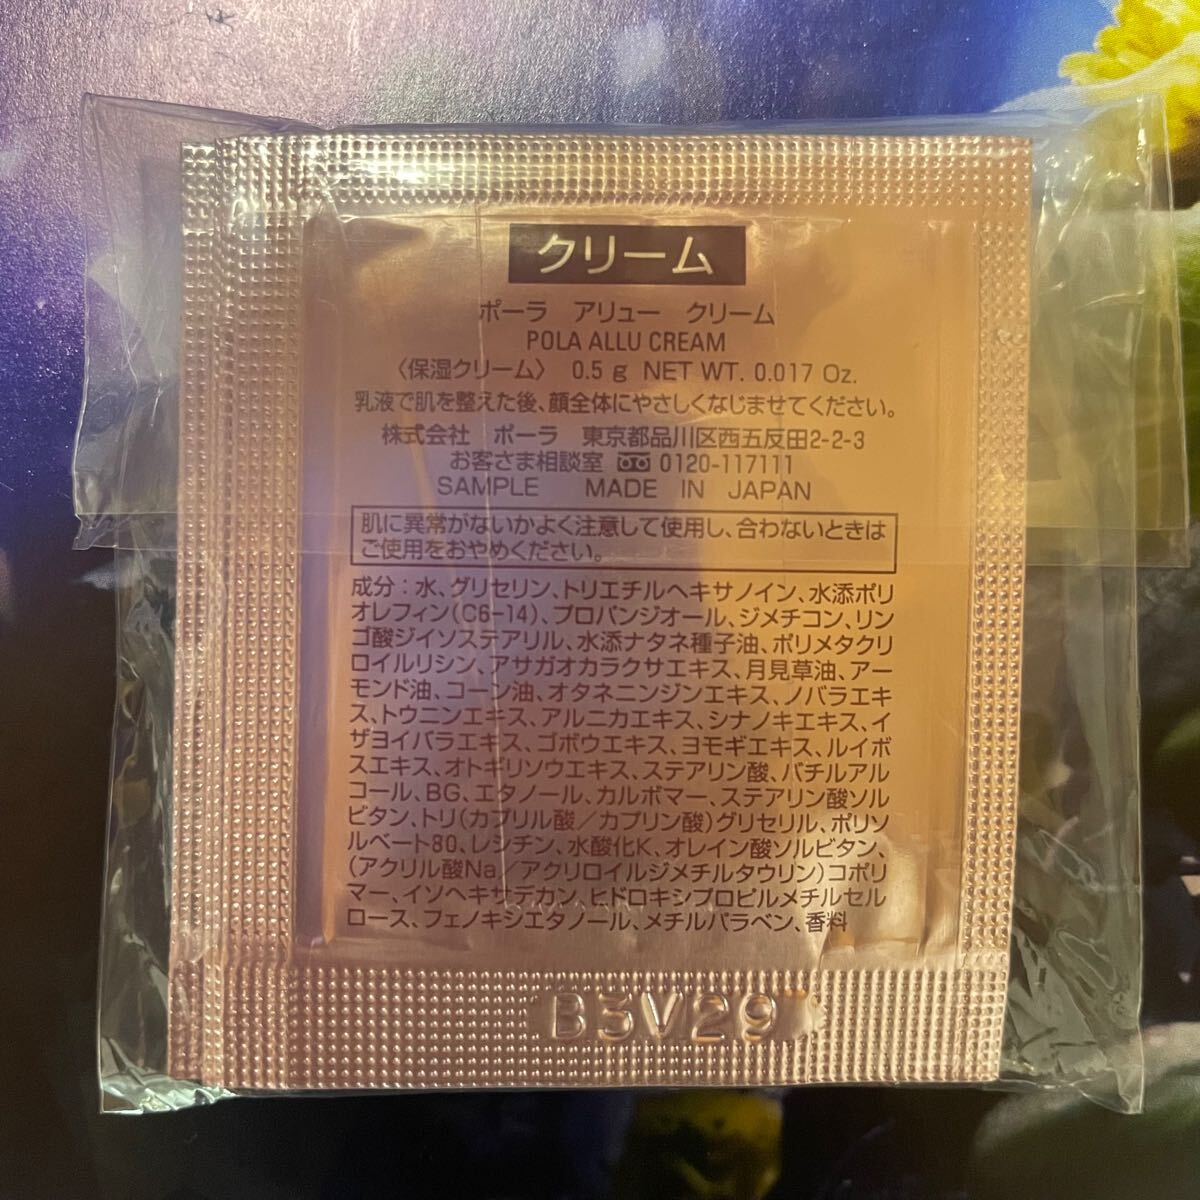 クリーム
ポーラ アリュー クリーム
POLA ALLU CREAM
〈保湿クリーム〉 0.5 g NET WT. 0.017 Oz.
乳液で肌を整えた後、顔全体にやさしくなじませてください。
株式会社 ポーラ 東京都品川区西五反田2-2-3
お客さま相談室 0120-117111
SAMPLE MADE IN JAPAN
肌に異常がないかよく注意して使用し、合わないときは
ご使用をおやめください。
成分：水、グリセリン、トリエチルヘキサノイン、水添ポリ
オレフィン(C6-14)、プロパンジオール、ジメチコン、リン
ゴ酸ジイソステアリル、水添ナタネ種子油、ポリメタクリ
ロイルリシン、アサガオカラクサエキス、月見草油、アー
モンド油、コーン油、オタネニンジンエキス、ノバラエキ
ス、トウニンエキス、アルニカエキス、シナノキエキス、イ
ザヨイバラエキス、ゴボウエキス、ヨモギエキス、ルイボ
スエキス、オトギリソウエキス、ステアリン酸、バチルアル
コール、BG、エタノール、カルボマー、ステアリン酸ソル
ビタン、トリ(カプリル酸／カプリン酸)グリセリル、ポリソ
ルベート80、レシチン、水酸化K、オレイン酸ソルビタン、
(アクリル酸Na／アクリロイルジメチルタウリン)コポリ
マー、イソヘキサデカン、ヒドロキシプロピルメチルセル
ロース、フェノキシエタノール、メチルパラベン、香料
B3V29